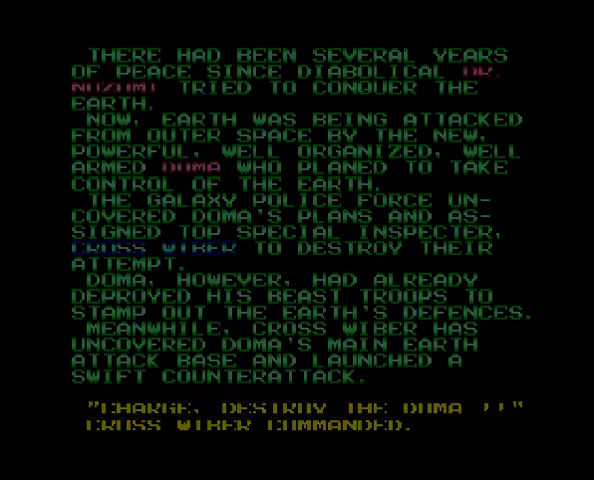 THERE HAD BEEN SEVERAL YEARS
OF PEACE SINCE DIABOLICAL DR.
NOZOMI TRIED TO CONQUER THE
EARTH.
NOW, EARTH WAS BEING ATTACKED
FROM OUTER SPACE BY THE NEW,
POWERFUL, WELL ORGANIZED, WELL
ARMED DOMA WHO PLANED TO TAKE
CONTROL OF THE EARTH.
THE GALAXY POLICE FORCE UN-
COVERED DOMA'S PLANS AND AS-
SIGNED TOP SPECIAL INSPECTER,
CROSS WIBER TO DESTROY THEIR
ATTEMPT.
DOMA, HOWEVER, HAD ALREADY
DEPROYED HIS BEAST TROOPS TO
STAMP OUT THE EARTH'S DEFENCES.
MEANWHILE, CROSS WIBER HAS
UNCOVERED DOMA'S MAIN EARTH
ATTACK BASE AND LAUNCHED A
SWIFT COUNTERATTACK.
"CHARGE, DESTROY THE DOMA !!"
CROSS WIBER COMMANDED.